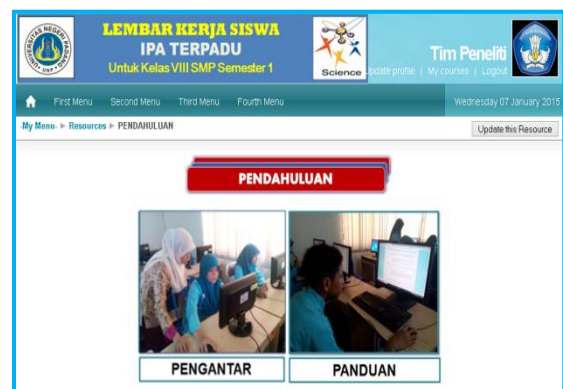 LEMBAR KERJA SISWA
IPA TERPADU
Untuk Kelas VIII SMP Semester 1
Science
Tim Peneliti
Update profile | My courses | Logout
First Menu Second Menu Third Menu Fourth Menu
Wednesday 07 January 2015
-My Menu- ► Resources ► PENDAHULUAN
Update this Resource
PENDAHULUAN
PENGANTAR
PANDUAN